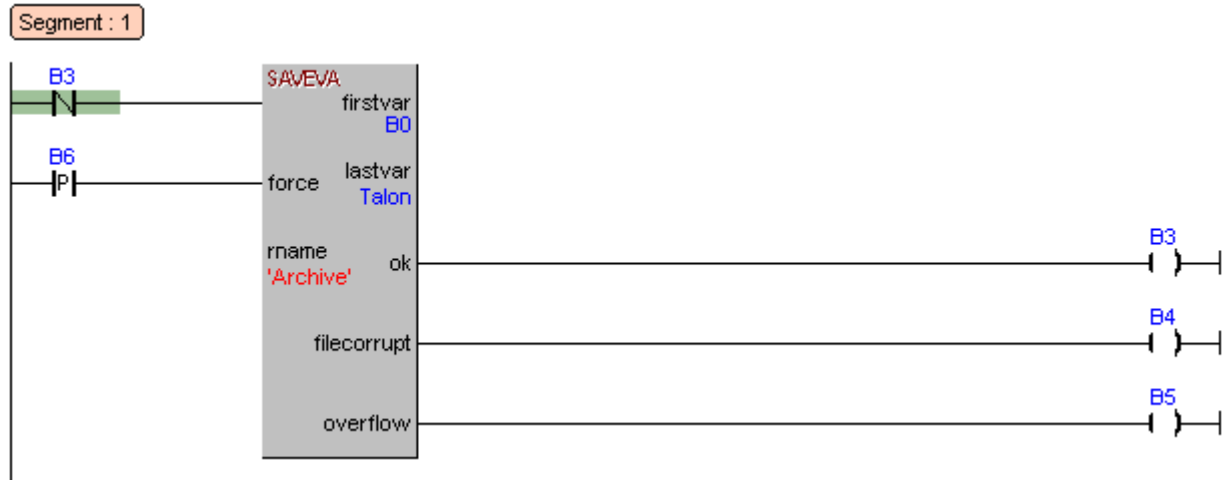 Segment : 1
B3
SAVEVA
firstvar
B0
B6
P
force
lastvar
Talon
rname
'Archive'
ok
B3
filecorrupt
B4
overflow
B5